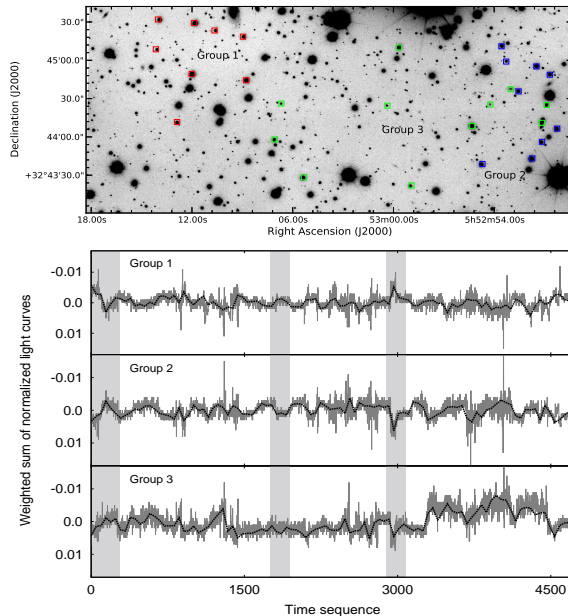 Group 1
45'00.0"
30.0"
Group 3
44'00.0"
+32°43'30.0"
Group 2
18.00s
12.00s
06.00s
53m00.00s
5h52m54.00s
Declination (J2000)
Right Ascension (J2000)
Group 1
-0.01
0.0
0.01
Group 2
-0.01
0.0
0.01
Group 3
-0.01
0.0
0.01
Weighted sum of normalized light curves
0
1500
3000
4500
Time sequence